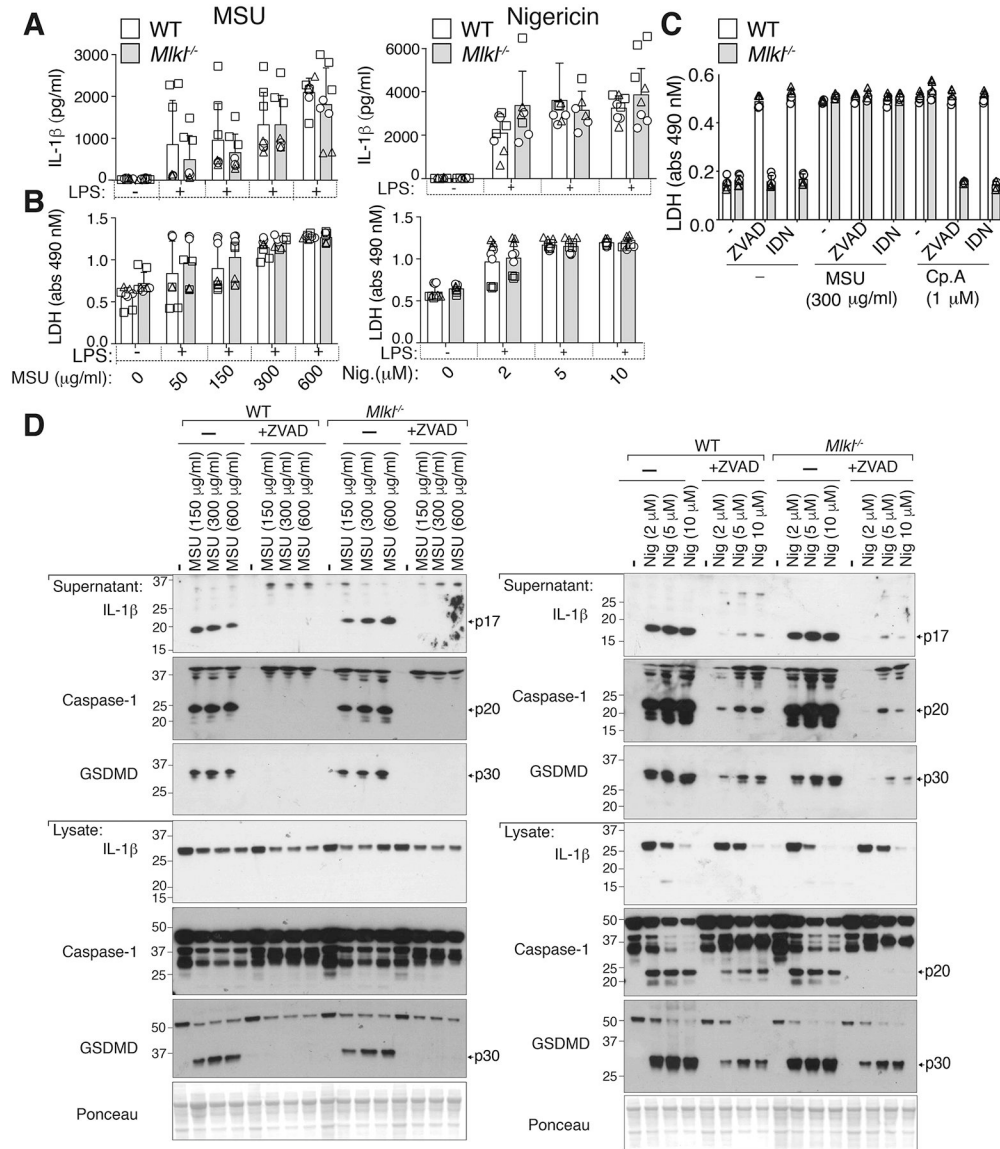 A
MSU
WT
Mlkl-/-
IL-1β (pg/ml)
3000
2000
1000
0
LPS:
- + + + +
Nigericin
WT
Mlkl-/-
IL-1β (pg/ml)
6000
4000
2000
0
LPS:
- + + +
B
LDH (abs 490 nM)
1.5
1.0
0.5
0.0
LPS:
- + + + +
MSU (μg/ml): 0 50 150 300 600
LDH (abs 490 nM)
1.5
1.0
0.5
0.0
LPS:
- + + +
Nig.(μM): 0 2 5 10
C
WT
Mlkl-/-
LDH (abs 490 nM)
0.6
0.4
0.2
0.0
- ZVAD IDN - ZVAD IDN - ZVAD IDN
– MSU Cp.A
(300 μg/ml) (1 μM)
D
WT Mlkl-/-
– +ZVAD – +ZVAD
- MSU (150 μg/ml) MSU (300 μg/ml) MSU (600 μg/ml) - MSU (150 μg/ml) MSU (300 μg/ml) MSU (600 μg/ml) - MSU (150 μg/ml) MSU (300 μg/ml) MSU (600 μg/ml) - MSU (150 μg/ml) MSU (300 μg/ml) MSU (600 μg/ml)
Supernatant:
IL-1β
37
25
20
15
p17
Caspase-1
37
25
20
p20
GSDMD
37
25
p30
Lysate:
IL-1β
37
25
20
15
Caspase-1
50
37
25
GSDMD
50
37
p30
Ponceau
WT Mlkl-/-
– +ZVAD – +ZVAD
- Nig (2 μM) Nig (5 μM) Nig (10 μM) - Nig (2 μM) Nig (5 μM) Nig 10 μM) - Nig (2 μM) Nig (5 μM) Nig 10 μM) - Nig (2 μM) Nig (5 μM) Nig 10 μM)
Supernatant:
IL-1β
25
20
15
p17
Caspase-1
25
20
15
p20
GSDMD
37
25
20
p30
Lysate:
IL-1β
37
25
20
15
Caspase-1
50
37
25
20
p20
GSDMD
50
37
25
p30
Ponceau